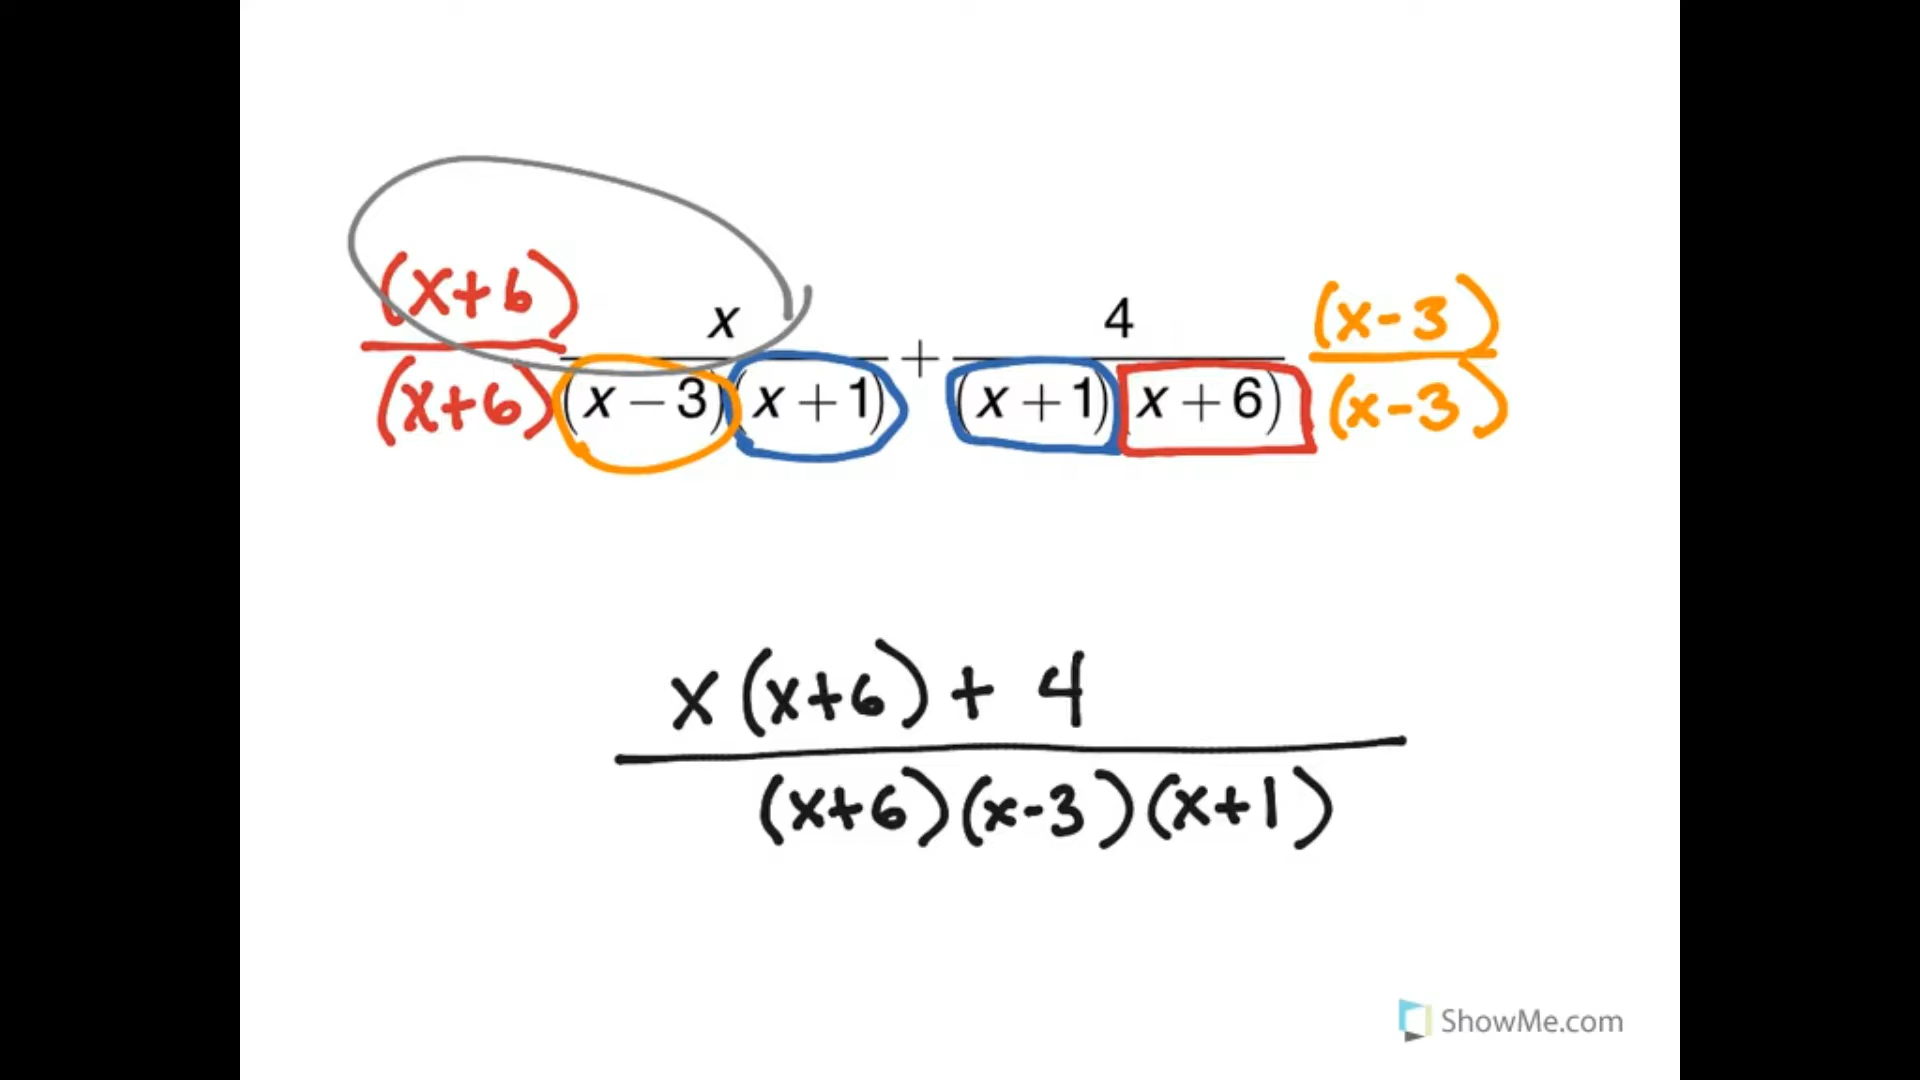 (x+6) x + 4 (x-3)
(x+6) (x − 3) (x + 1) (x + 1) (x + 6) (x-3)
x (x+6) + 4
(x+6)(x-3)(x+1)
ShowMe.com